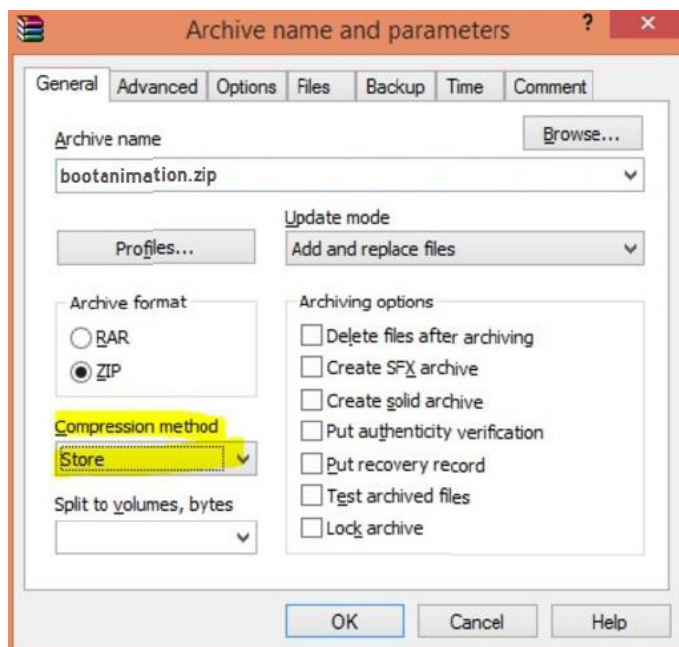 Archive name and parameters ?
General Advanced Options Files Backup Time Comment
Archive name
Browse...
bootanimation.zip
Profiles...
Update mode
Add and replace files
Archive format
RAR
ZIP
Compression method
Store
Split to volumes, bytes
Archiving options
Delete files after archiving
Create SFX archive
Create solid archive
Put authenticity verification
Put recovery record
Test archived files
Lock archive
OK Cancel Help